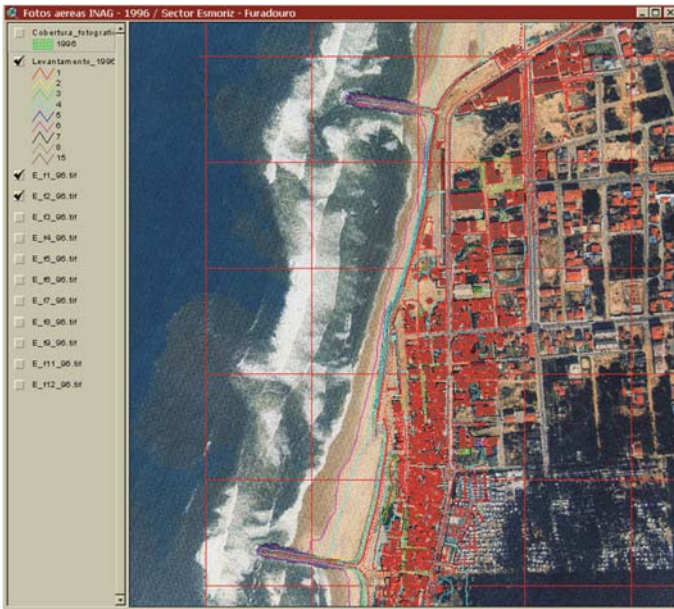 Fotos aereas INAG - 1996 / Sector Esmoriz - Furadouro
Cobertura_fotografi
1996
Levantamento_1996
1
2
3
4
5
6
7
8
15
E_f1_96.tif
E_f2_96.tif
E_f3_96.tif
E_f4_96.tif
E_f5_96.tif
E_f6_96.tif
E_f7_96.tif
E_f8_96.tif
E_f9_96.tif
E_f11_96.tif
E_f12_96.tif